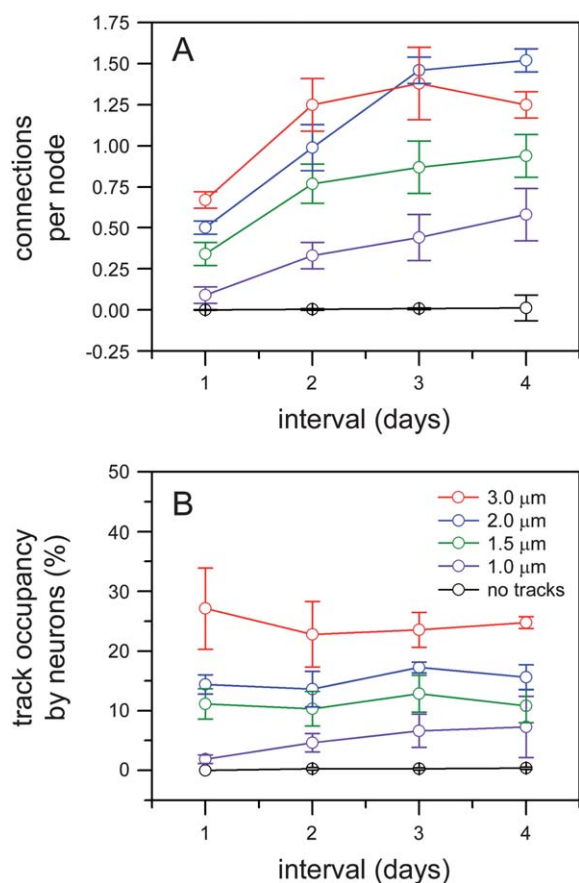 A
1.75
1.50
1.25
1.00
0.75
0.50
0.25
0.00
-0.25
connections
per node
1 2 3 4
interval (days)
B
50
40
30
20
10
0
track occupancy
by neurons (%)
3.0 μm
2.0 μm
1.5 μm
1.0 μm
no tracks
1 2 3 4
interval (days)